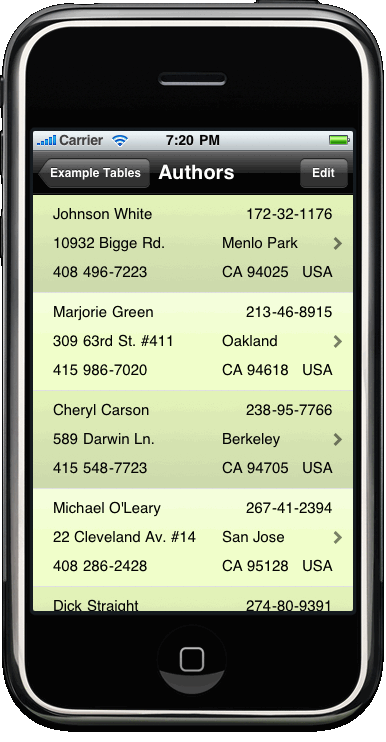 Carrier 7:20 PM
Example Tables Authors Edit
Johnson White 172-32-1176
10932 Bigge Rd. Menlo Park
408 496-7223 CA 94025 USA
Marjorie Green 213-46-8915
309 63rd St. #411 Oakland
415 986-7020 CA 94618 USA
Cheryl Carson 238-95-7766
589 Darwin Ln. Berkeley
415 548-7723 CA 94705 USA
Michael O'Leary 267-41-2394
22 Cleveland Av. #14 San Jose
408 286-2428 CA 95128 USA
Dick Straight 274-80-9391